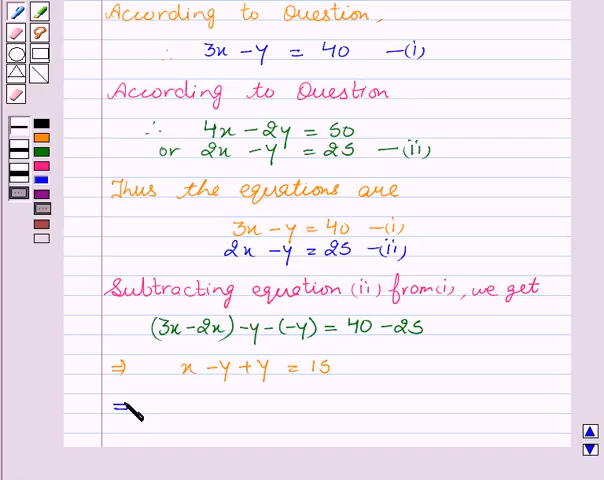 According to Question,
∴ 3x - y = 40 -(i)
According to Question
∴ 4x - 2y = 50
or 2x - y = 25 -(ii)
Thus the equations are
3x - y = 40 -(i)
2x - y = 25 -(ii)
Subtracting equation (ii) from (i), we get
(3x - 2x) - y - (-y) = 40 - 25
⇒ x - y + y = 15
⇒